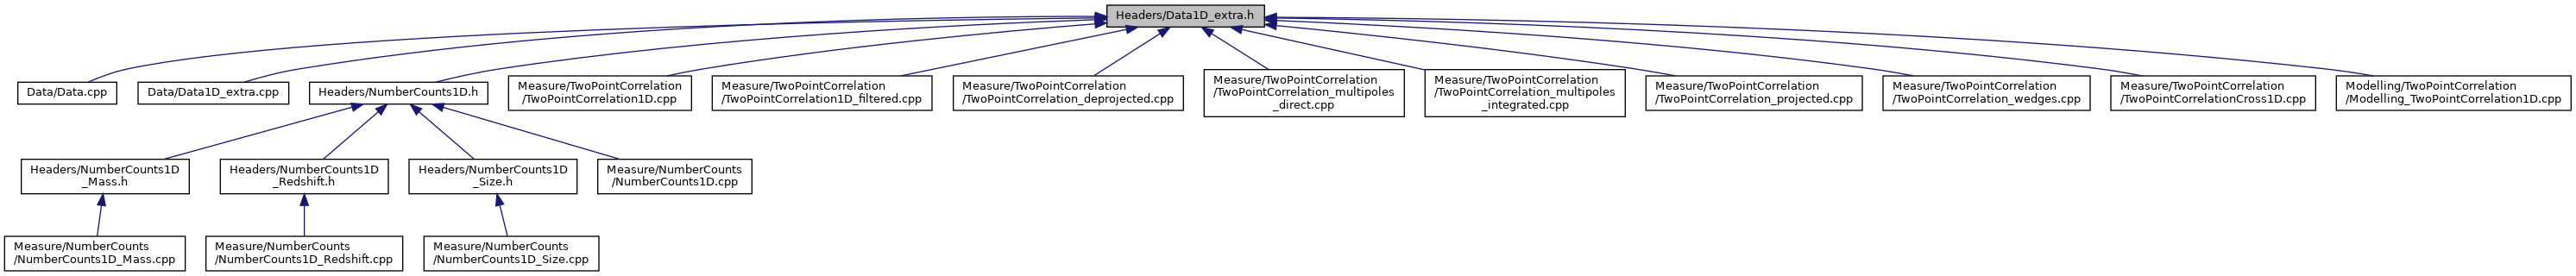 Headers/Data1D_extra.h
Data/Data.cpp
Data/Data1D_extra.cpp
Headers/NumberCounts1D.h
Measure/TwoPointCorrelation
/TwoPointCorrelation1D.cpp
Measure/TwoPointCorrelation
/TwoPointCorrelation1D_filtered.cpp
Measure/TwoPointCorrelation
/TwoPointCorrelation_deprojected.cpp
Measure/TwoPointCorrelation
/TwoPointCorrelation_multipoles
_direct.cpp
Measure/TwoPointCorrelation
/TwoPointCorrelation_multipoles
_integrated.cpp
Measure/TwoPointCorrelation
/TwoPointCorrelation_projected.cpp
Measure/TwoPointCorrelation
/TwoPointCorrelation_wedges.cpp
Measure/TwoPointCorrelation
/TwoPointCorrelationCross1D.cpp
Modelling/TwoPointCorrelation
/Modelling_TwoPointCorrelation1D.cpp
Headers/NumberCounts1D
_Mass.h
Headers/NumberCounts1D
_Redshift.h
Headers/NumberCounts1D
_Size.h
Measure/NumberCounts
/NumberCounts1D.cpp
Measure/NumberCounts
/NumberCounts1D_Mass.cpp
Measure/NumberCounts
/NumberCounts1D_Redshift.cpp
Measure/NumberCounts
/NumberCounts1D_Size.cpp